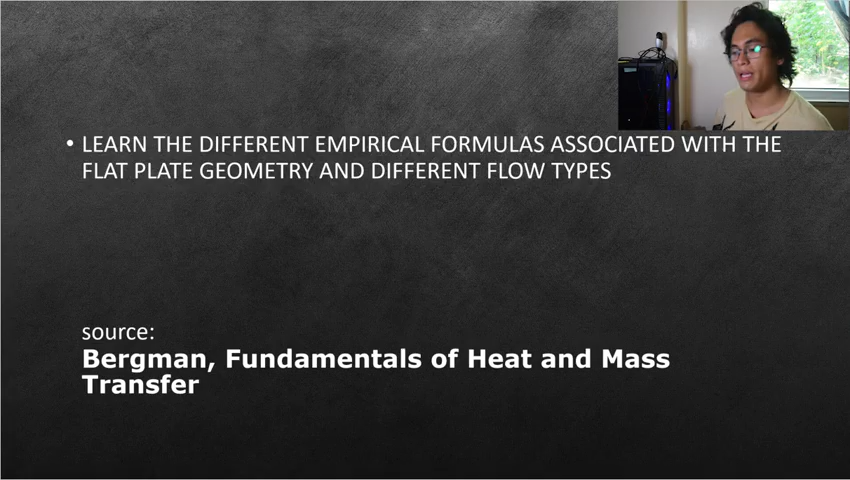 • LEARN THE DIFFERENT EMPIRICAL FORMULAS ASSOCIATED WITH THE
FLAT PLATE GEOMETRY AND DIFFERENT FLOW TYPES
source:
Bergman, Fundamentals of Heat and Mass
Transfer